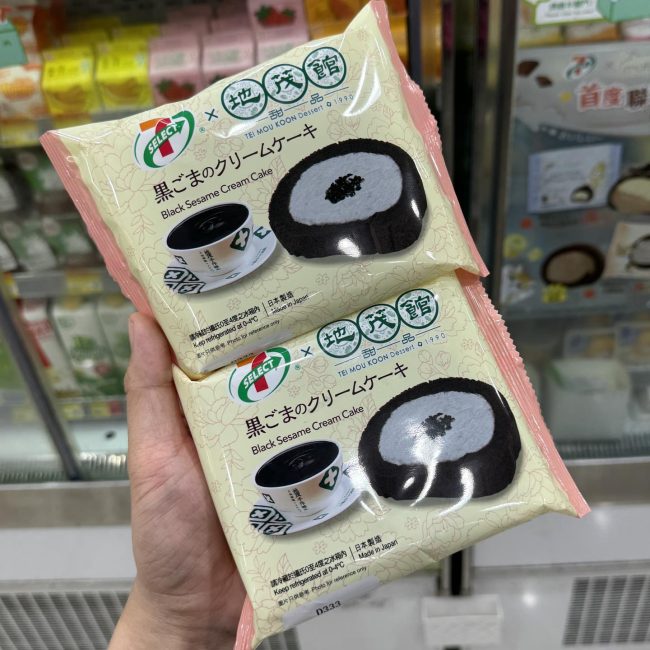 7
SELECT
®
×
地茂館
甜品
TEI MOU KOON Dessert 1990
黒ごまのクリームケーキ
Black Sesame Cream Cake
請冷藏於攝氏0至4度之冰箱內
Keep refrigerated at 0-4°C
圖片只供參考 Photo for reference only
日本製造
Made in Japan
7
SELECT
®
×
地茂館
甜品
TEI MOU KOON Dessert 1990
黒ごまのクリームケーキ
Black Sesame Cream Cake
請冷藏於攝氏0至4度之冰箱內
Keep refrigerated at 0-4°C
圖片只供參考 Photo for reference only
日本製造
Made in Japan
D333
7
首度聯